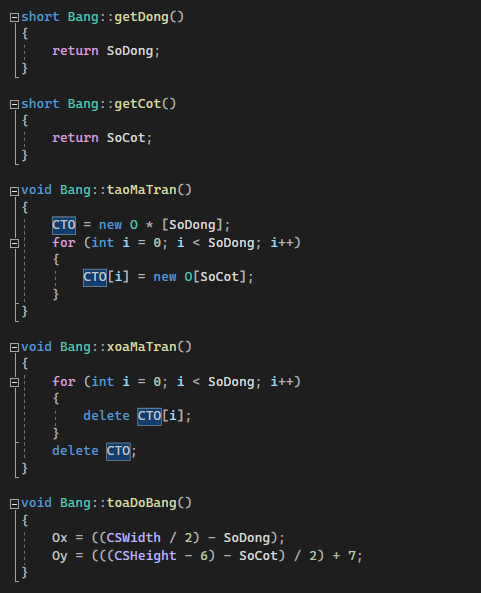 short Bang::getDong()
{
    return SoDong;
}

short Bang::getCot()
{
    return SoCot;
}

void Bang::taoMaTran()
{
    CTO = new O * [SoDong];
    for (int i = 0; i < SoDong; i++)
    {
        CTO[i] = new O[SoCot];
    }
}

void Bang::xoaMaTran()
{
    for (int i = 0; i < SoDong; i++)
    {
        delete CTO[i];
    }
    delete CTO;
}

void Bang::toaDoBang()
{
    Ox = ((CSWidth / 2) - SoDong);
    Oy = (((CSHeight - 6) - SoCot) / 2) + 7;
}